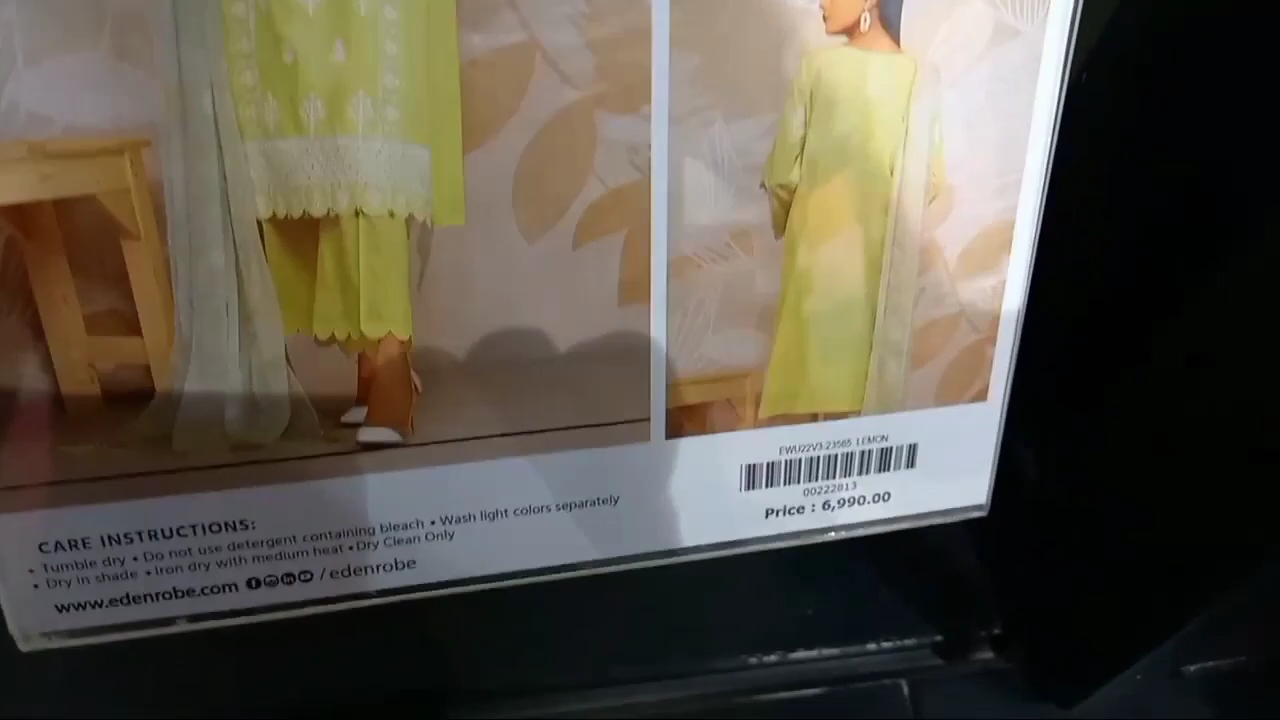 EWU22V3-23565 LEMON
00222813
Price : 6,990.00
CARE INSTRUCTIONS:
• Tumble dry • Do not use detergent containing bleach • Wash light colors separately
• Dry in shade • Iron dry with medium heat • Dry Clean Only
www.edenrobe.com /edenrobe